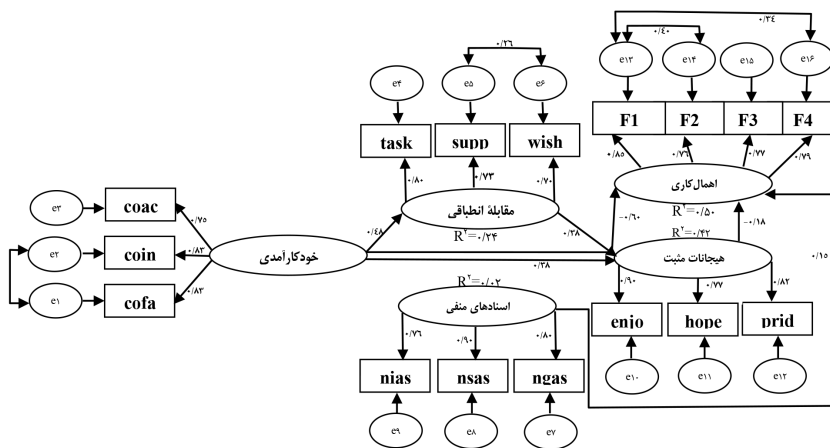 ۰/۳۴
۰/۲۶
۰/۴۰
e۴
e۵
e۶
e۱۳
e۱۴
e۱۵
e۱۶
task
supp
wish
F1
F2
F3
F4
۰/۸۰
۰/۷۳
۰/۷۰
۰/۸۵
۰/۷۶
۰/۷۷
۰/۷۹
e۳
coac
۰/۷۵
مقابلهٔ انطباقی
R۲=۰/۲۴
اهمال‌کاری
R۲=۰/۵۰
۰/۴۸
۰/۳۸
-۰/۶۰
-۰/۱۸
e۲
coin
۰/۸۳
خودکارآمدی
R۲=۰/۴۲
هیجانات مثبت
۰/۳۸
۰/۱۵
e۱
cofa
۰/۸۳
R۲=۰/۰۲
اسنادهای منفی
۰/۹۰
۰/۷۷
۰/۸۲
enjo
hope
prid
۰/۷۶
۰/۹۰
۰/۸۰
nias
nsas
ngas
e۱۰
e۱۱
e۱۲
e۹
e۸
e۷